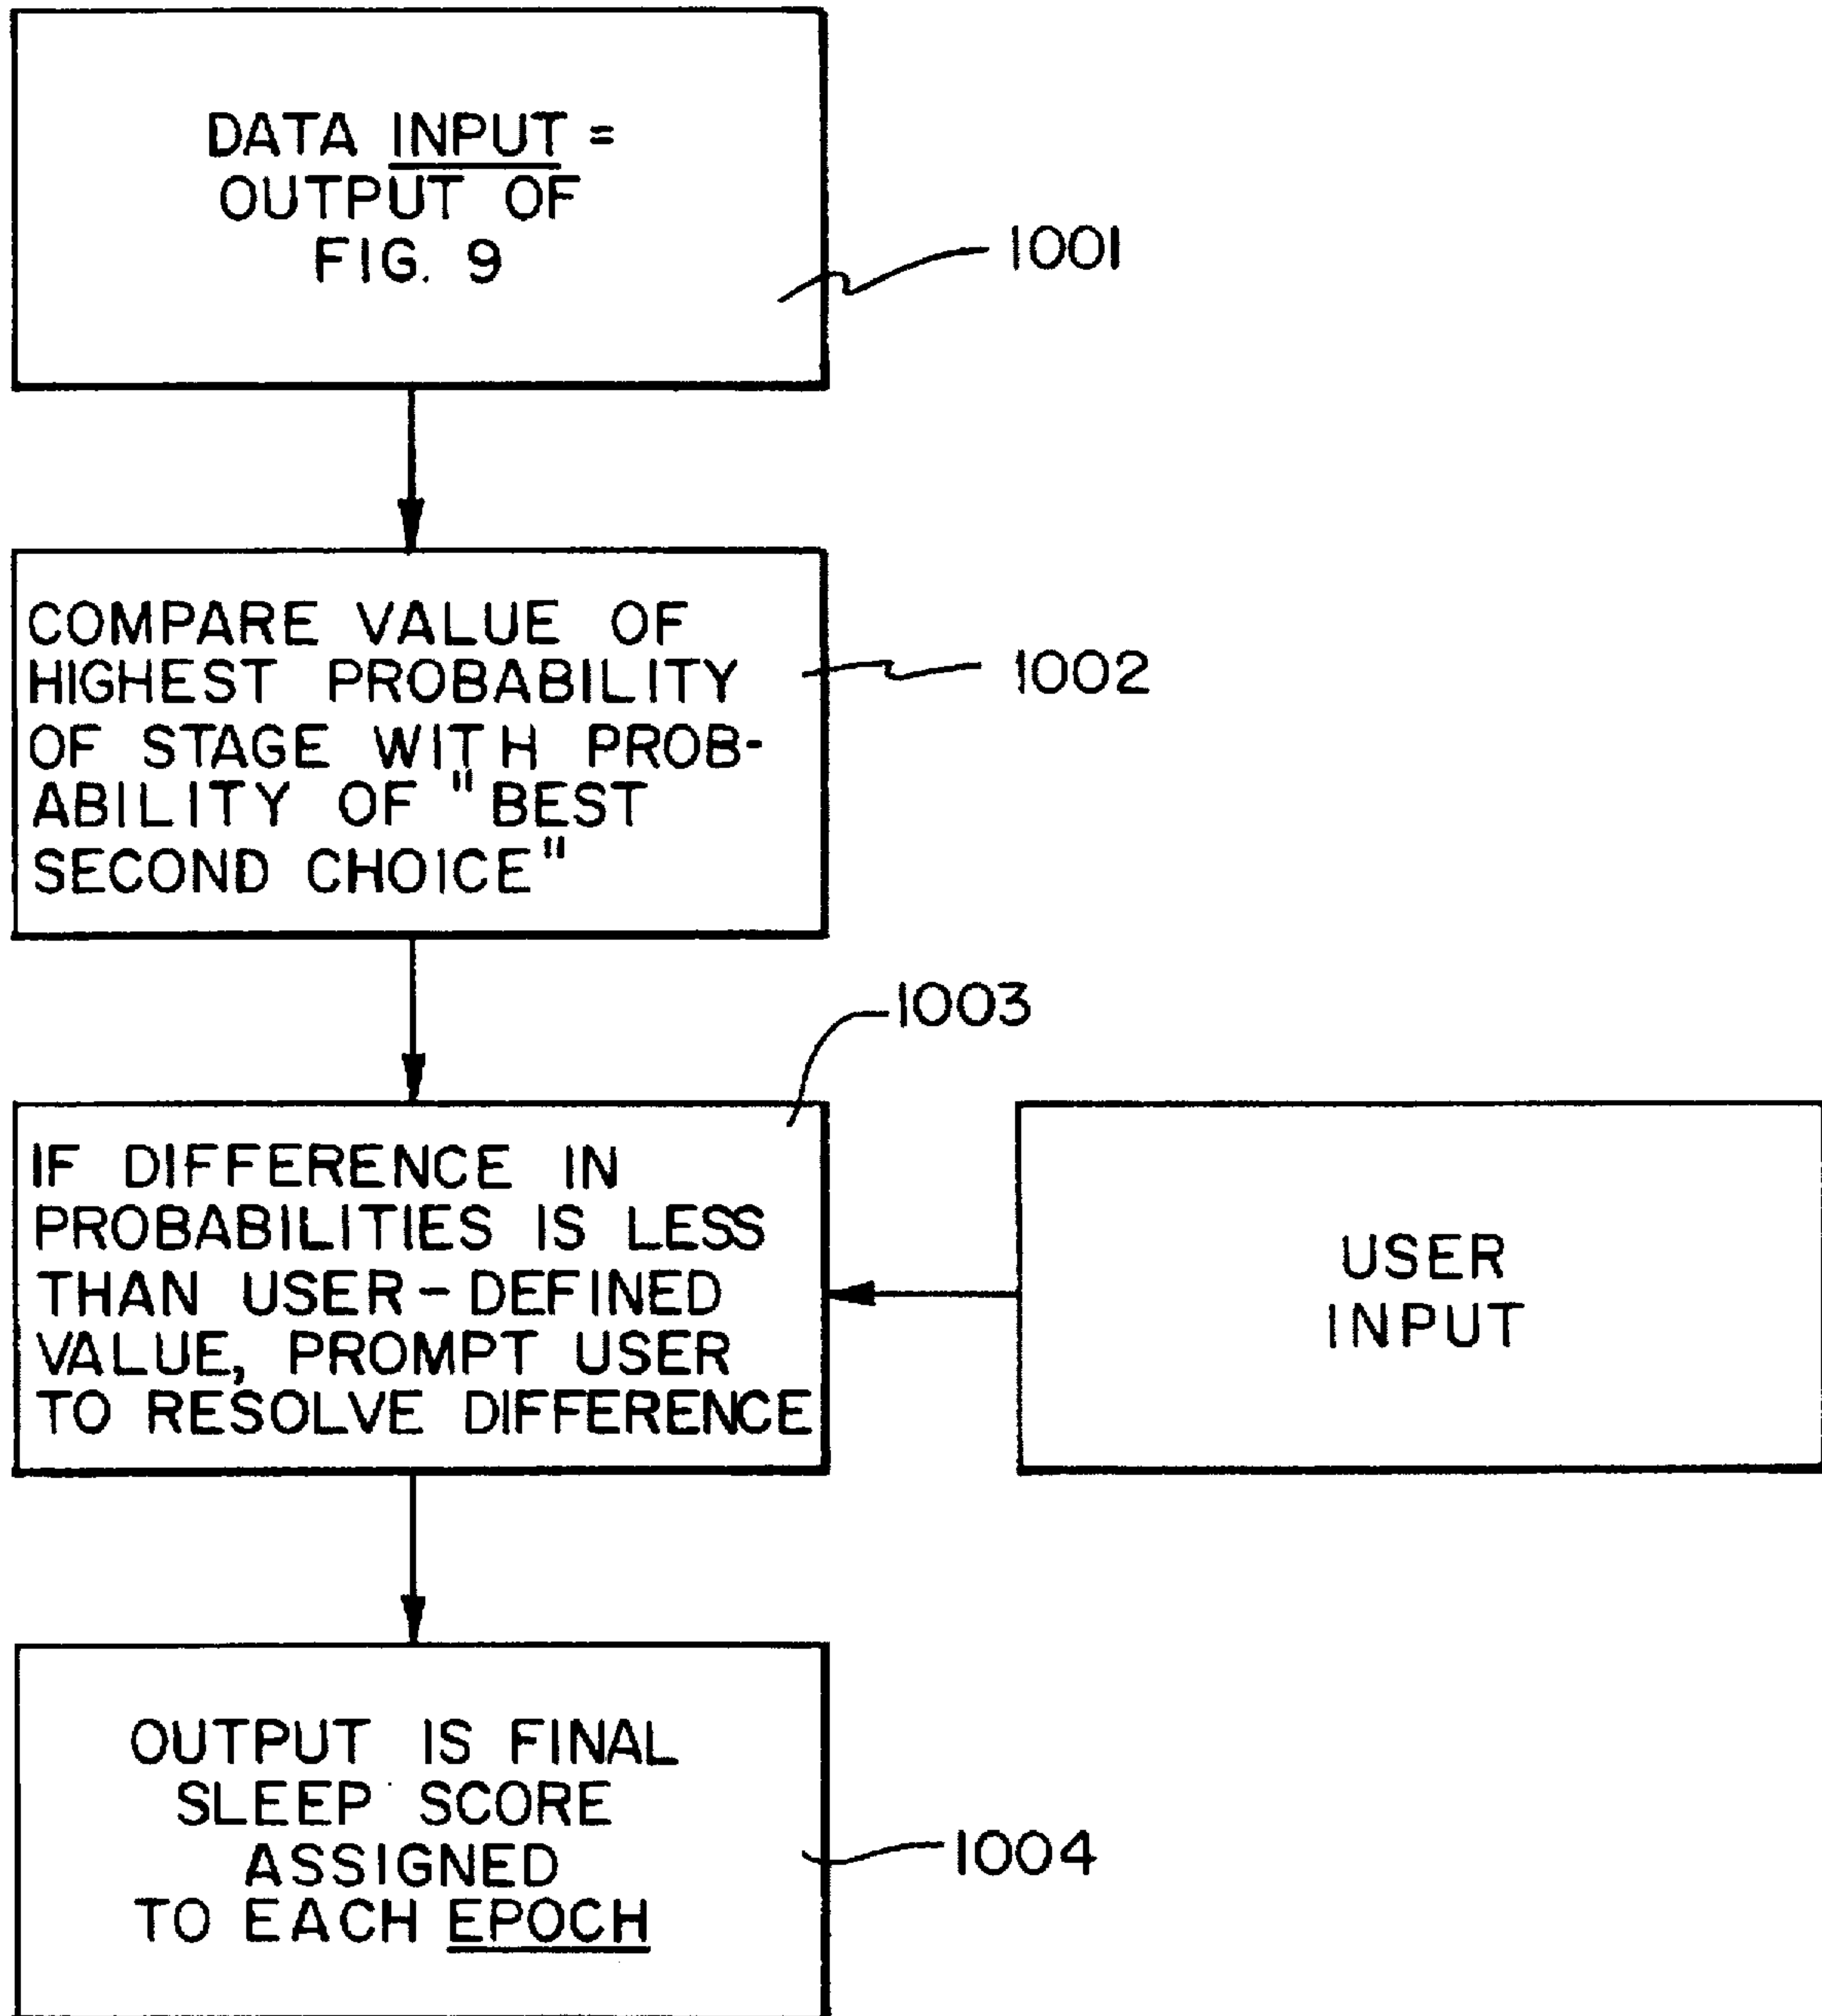 DATA INPUT =
OUTPUT OF
FIG. 9
1001
COMPARE VALUE OF
HIGHEST PROBABILITY
OF STAGE WITH PROB-
ABILITY OF "BEST
SECOND CHOICE"
1002
1003
IF DIFFERENCE IN
PROBABILITIES IS LESS
THAN USER-DEFINED
VALUE, PROMPT USER
TO RESOLVE DIFFERENCE
USER
INPUT
OUTPUT IS FINAL
SLEEP SCORE
ASSIGNED
TO EACH EPOCH
1004